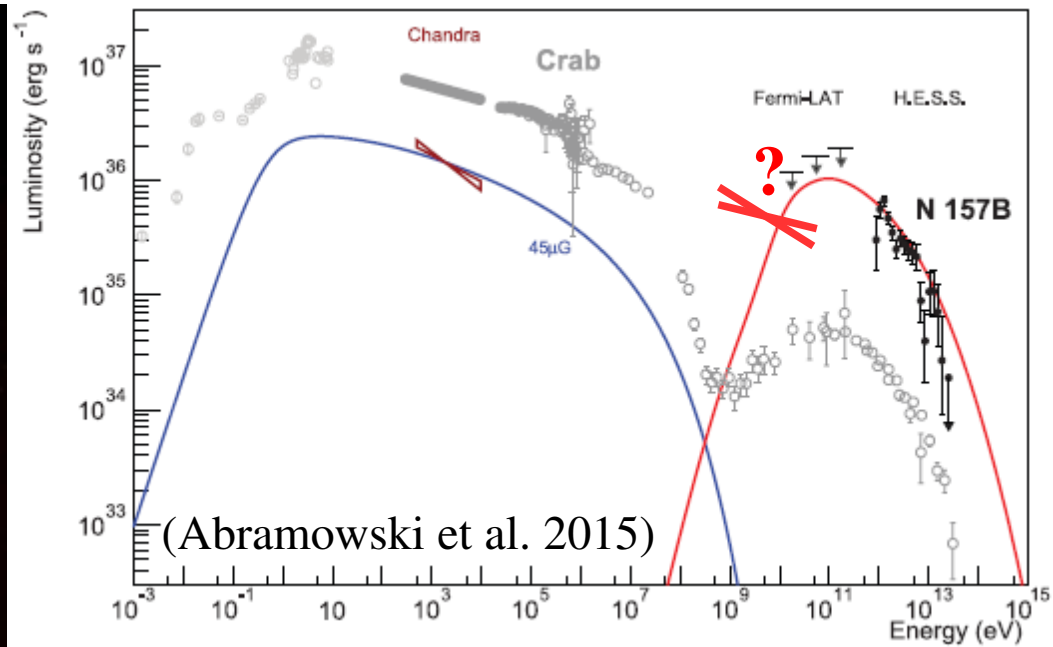 Luminosity (erg s⁻¹)
10³⁷
10³⁶
10³⁵
10³⁴
10³³
Chandra
Crab
Fermi-LAT
H.E.S.S.
?
N 157B
45μG
(Abramowski et al. 2015)
10⁻³
10⁻¹
10
10³
10⁵
10⁷
10⁹
10¹¹
10¹³
10¹⁵
Energy (eV)